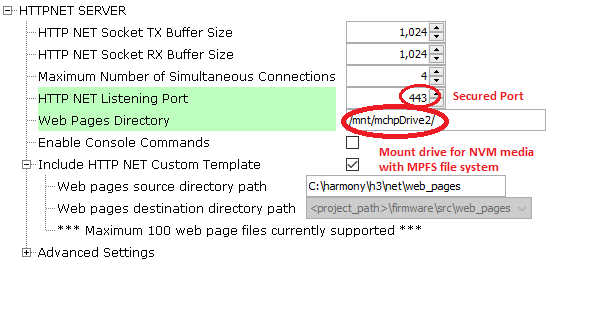 HTTPNET SERVER
HTTP NET Socket TX Buffer Size 1,024
HTTP NET Socket RX Buffer Size 1,024
Maximum Number of Simultaneous Connections 4
HTTP NET Listening Port 443 Secured Port
Web Pages Directory /mnt/mchpDrive2/
Enable Console Commands
Mount drive for NVM media
Include HTTP NET Custom Template
with MPFS file system
Web pages source directory path C:\harmony\h3\net\web_pages
Web pages destination directory path <project_path>\firmware\src\web_pages
*** Maximum 100 web page files currently supported ***
Advanced Settings